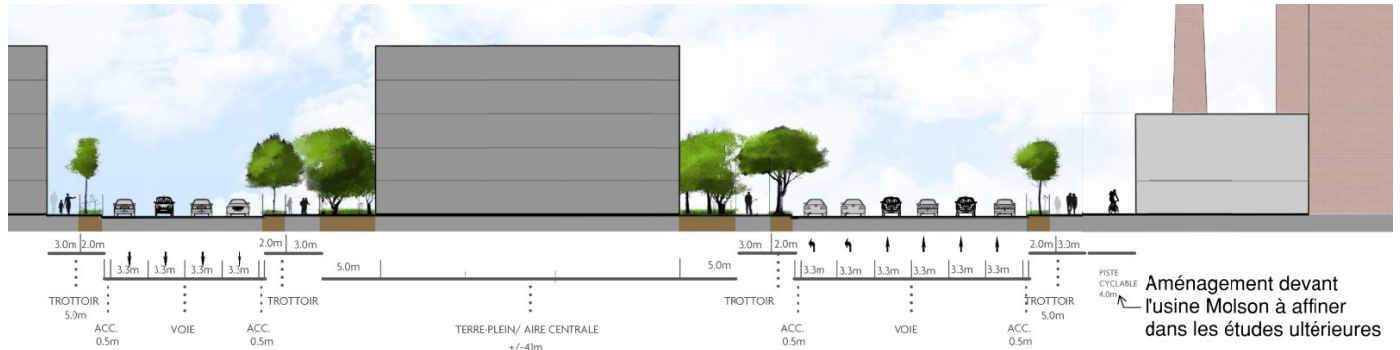 3.0m 2.0m
2.0m 3.0m
3.0m 2.0m
2.0m 3.0m
3.3m 3.3m 3.3m 3.3m
5.0m
5.0m
3.3m 3.3m 3.3m 3.3m 3.3m 3.3m
TROTTOIR
5.0m
ACC.
0.5m
VOIE
ACC.
0.5m
TROTTOIR
TERRE-PLEIN/ AIRE CENTRALE
+/-41m
TROTTOIR
ACC.
0.5m
VOIE
ACC.
0.5m
TROTTOIR
5.0m
PISTE
CYCLABLE
4.0m
Aménagement devant
l'usine Molson à affiner
dans les études ultérieures